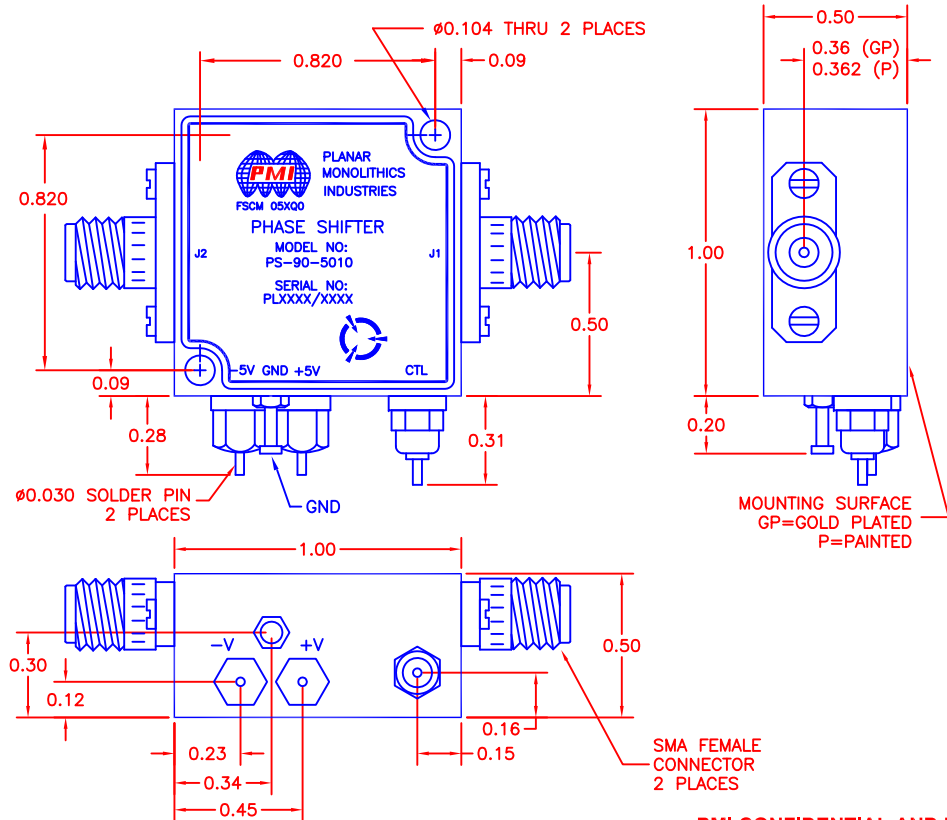 ø0.104 THRU 2 PLACES
0.820
0.09
0.50
0.36 (GP)
0.362 (P)
PMI
PLANAR
MONOLITHICS
INDUSTRIES
FSCM 05XQ0
PHASE SHIFTER
MODEL NO:
PS-90-5010
SERIAL NO:
PLXXXX/XXXX
J2
J1
0.820
1.00
0.50
-5V GND +5V
CTL
0.09
0.28
0.31
0.20
ø0.030 SOLDER PIN
2 PLACES
GND
MOUNTING SURFACE
GP=GOLD PLATED
P=PAINTED
1.00
-V
+V
0.30
0.12
0.50
0.16
0.23
0.15
0.34
0.45
SMA FEMALE
CONNECTOR
2 PLACES
PMI CONFIDENTIAL AND